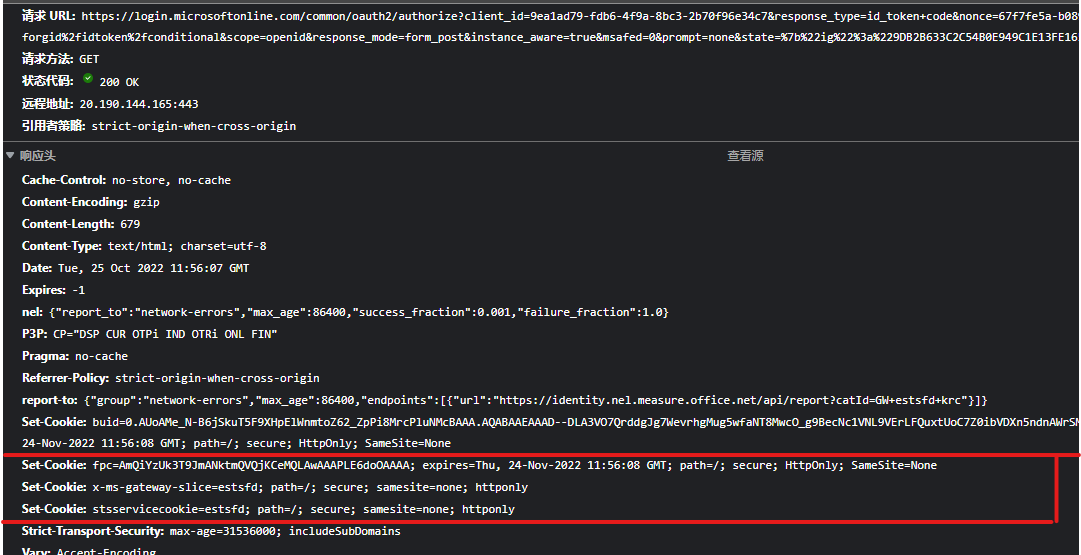 请求 URL: https://login.microsoftonline.com/common/oauth2/authorize?client_id=9ea1ad79-fdb6-4f9a-8bc3-2b70f96e34c7&response_type=id_token+code&nonce=67f7fe5a-b089
forgid%2fidtoken%2fconditional&scope=openid&response_mode=form_post&instance_aware=true&msafed=0&prompt=none&state=%7b%22ig%22%3a%229DB2B633C2C54B0E949C1E13FE16
请求方法: GET
状态代码: 200 OK
远程地址: 20.190.144.165:443
引用者策略: strict-origin-when-cross-origin
响应头 查看源
Cache-Control: no-store, no-cache
Content-Encoding: gzip
Content-Length: 679
Content-Type: text/html; charset=utf-8
Date: Tue, 25 Oct 2022 11:56:07 GMT
Expires: -1
nel: {"report_to":"network-errors","max_age":86400,"success_fraction":0.001,"failure_fraction":1.0}
P3P: CP="DSP CUR OTPi IND OTRi ONL FIN"
Pragma: no-cache
Referrer-Policy: strict-origin-when-cross-origin
report-to: {"group":"network-errors","max_age":86400,"endpoints":[{"url":"https://identity.nel.measure.office.net/api/report?catId=GW+estsfd+krc"}]}
Set-Cookie: buid=0.AUoAMe_N-B6jSkuT5F9XHpElWnmtoZ62_ZpPi8MrcPluNMcBAAA.AQABAAEAAAD--DLA3VO7QrddgJg7WevrhgMug5wfaNT8MwcO_g9BecNc1VNL9VErLFQuxtUoC7Z0ibVDXn5ndnAWrSM
24-Nov-2022 11:56:08 GMT; path=/; secure; HttpOnly; SameSite=None
Set-Cookie: fpc=AmQiYzUk3T9JmANktmQVQjKCeMQLAwAAAPLE6doOAAAA; expires=Thu, 24-Nov-2022 11:56:08 GMT; path=/; secure; HttpOnly; SameSite=None
Set-Cookie: x-ms-gateway-slice=estsfd; path=/; secure; samesite=none; httponly
Set-Cookie: stsservicecookie=estsfd; path=/; secure; samesite=none; httponly
Strict-Transport-Security: max-age=31536000; includeSubDomains
Vary: Accept-Encoding